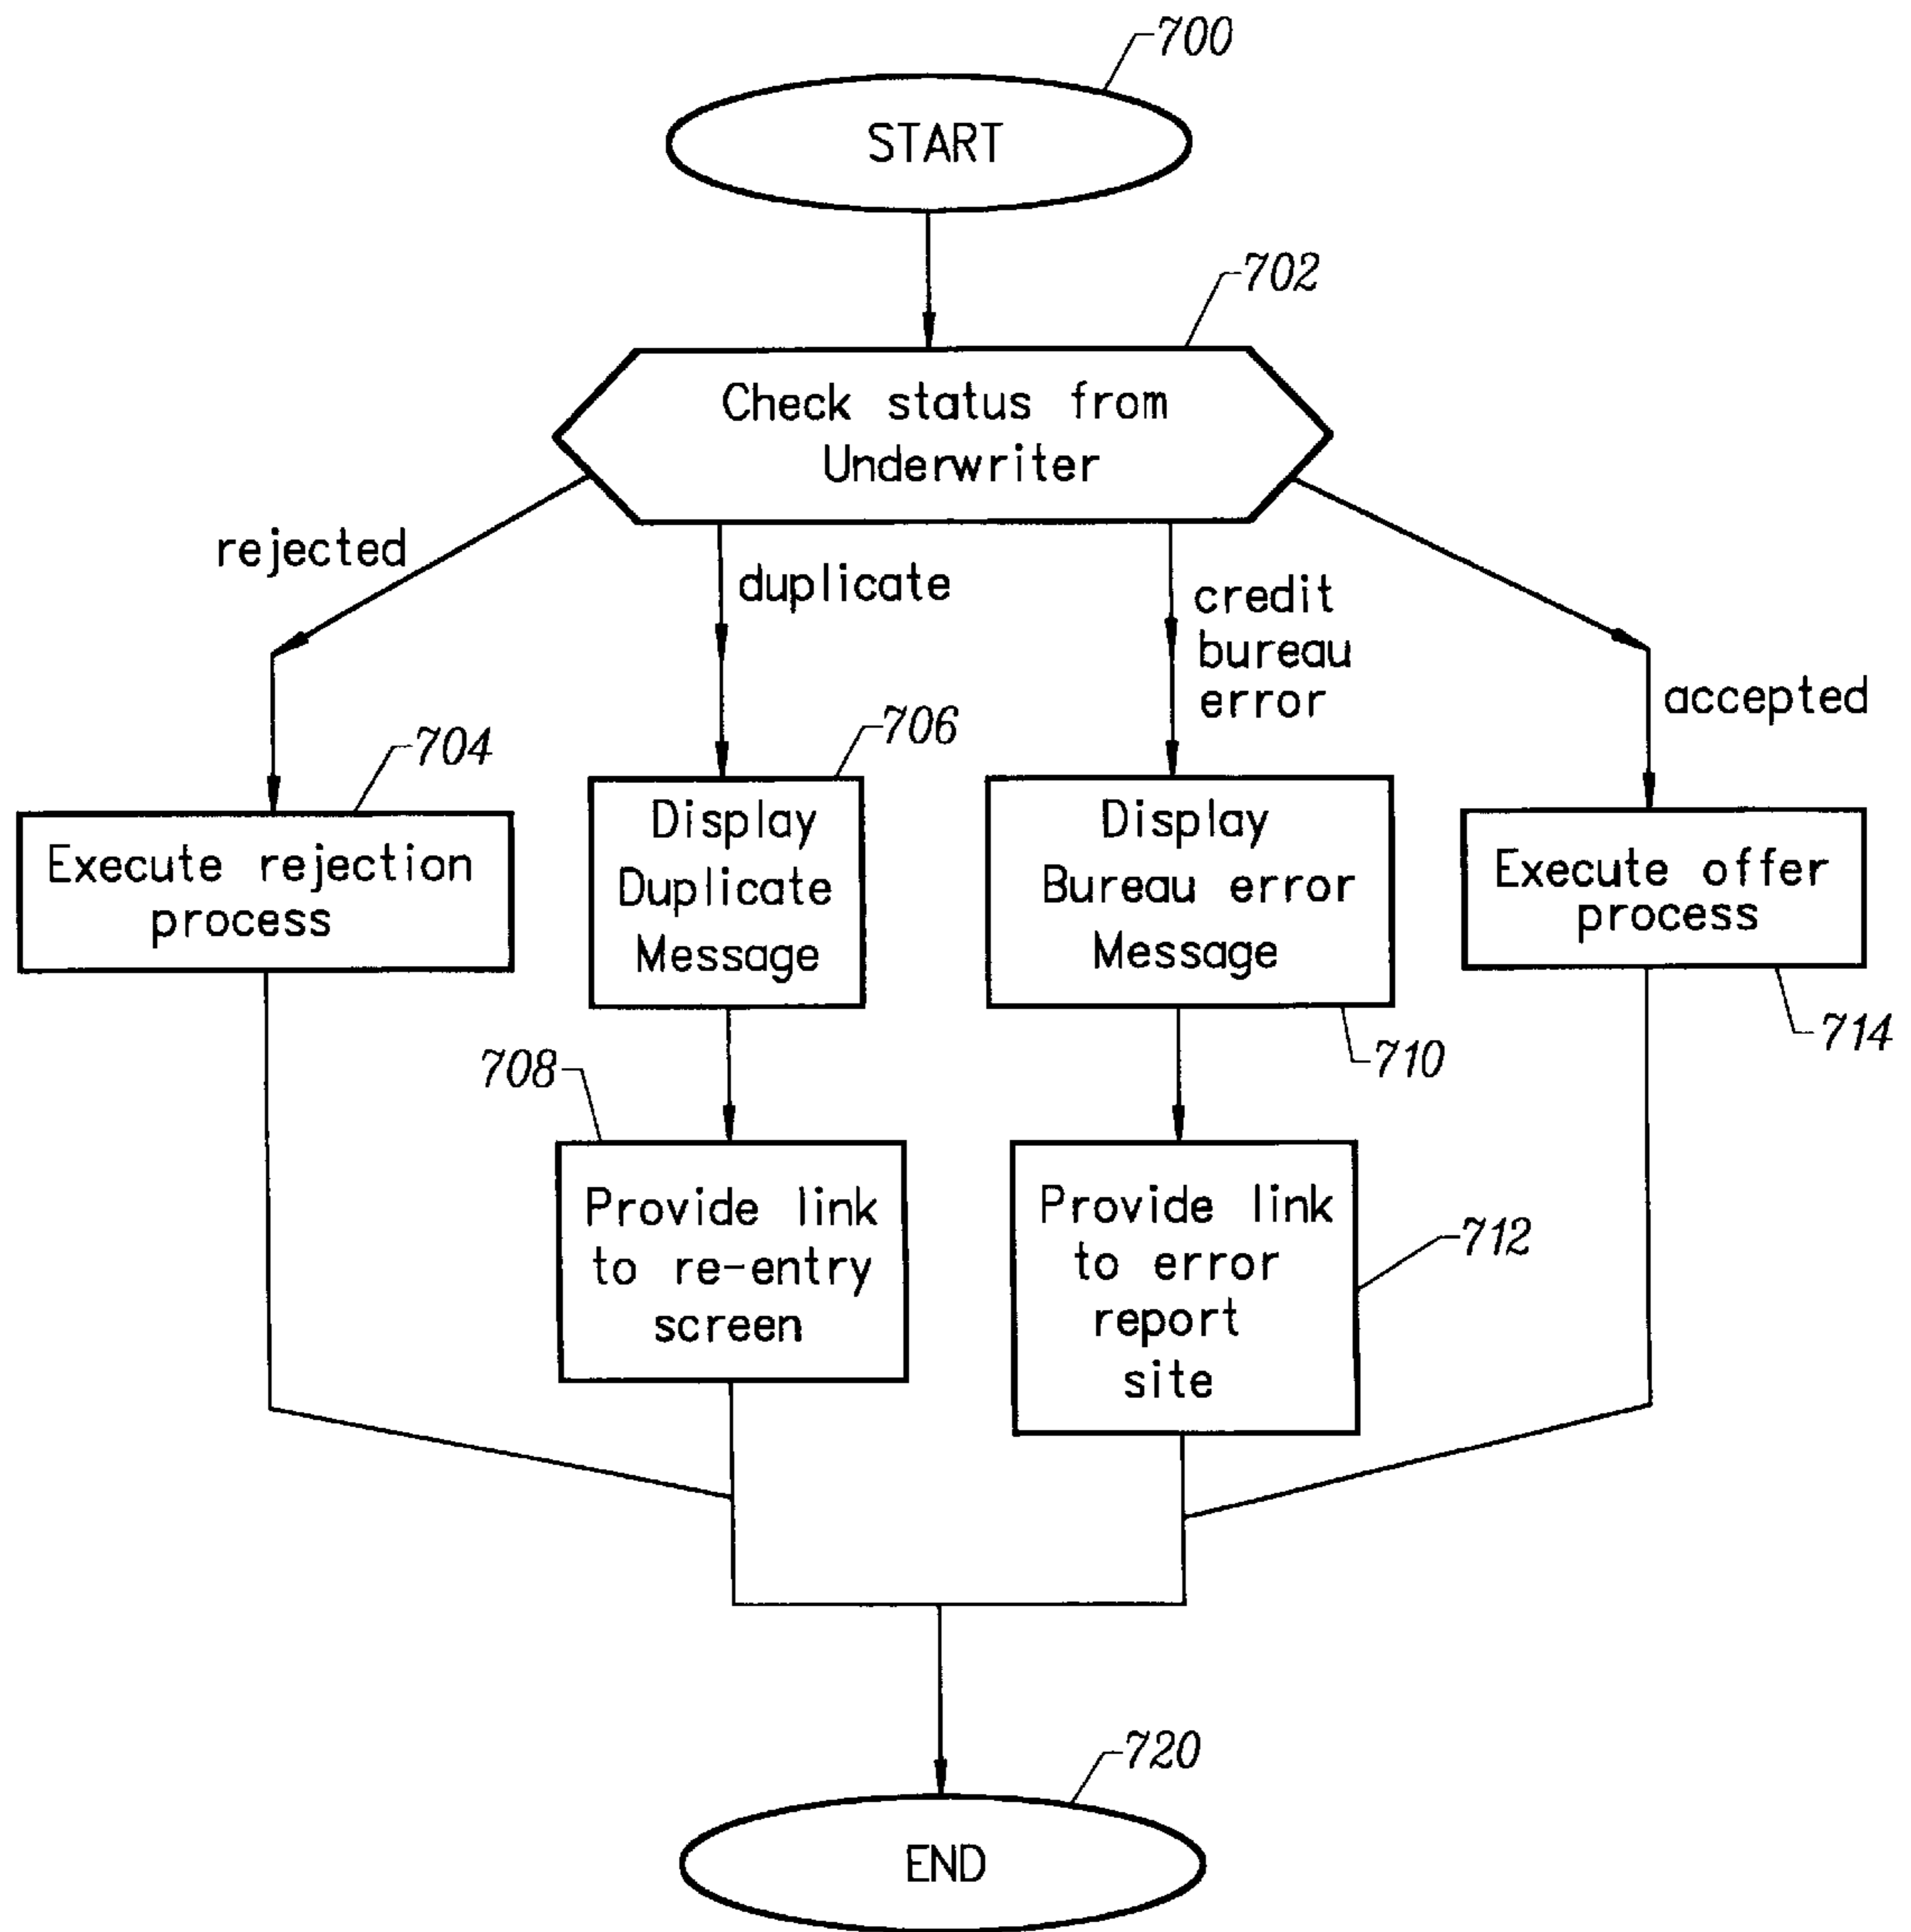 700
START
702
Check status from
Underwriter
rejected
duplicate
credit
bureau
error
accepted
704
Execute rejection
process
706
Display
Duplicate
Message
Display
Bureau error
Message
710
Execute offer
process
714
708
Provide link
to re-entry
screen
Provide link
to error
report
site
712
720
END